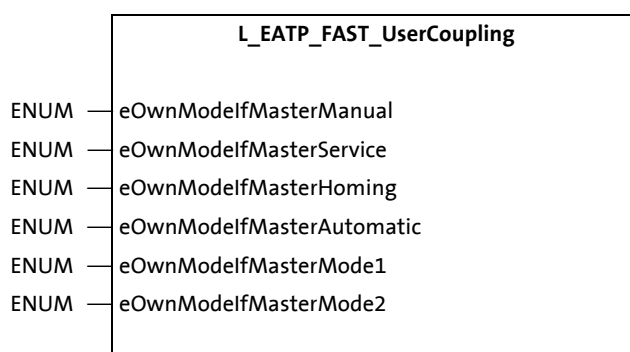 L_EATP_FAST_UserCoupling
ENUM eOwnModeIfMasterManual
ENUM eOwnModeIfMasterService
ENUM eOwnModeIfMasterHoming
ENUM eOwnModeIfMasterAutomatic
ENUM eOwnModeIfMasterMode1
ENUM eOwnModeIfMasterMode2